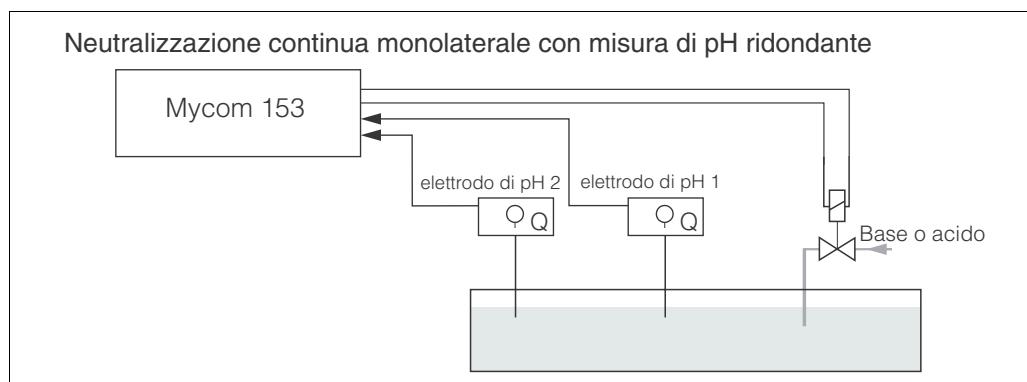 Neutralizzazione continua monolaterale con misura di pH ridondante
Mycom 153
elettrodo di pH 2
elettrodo di pH 1
Q
Q
Base o acido